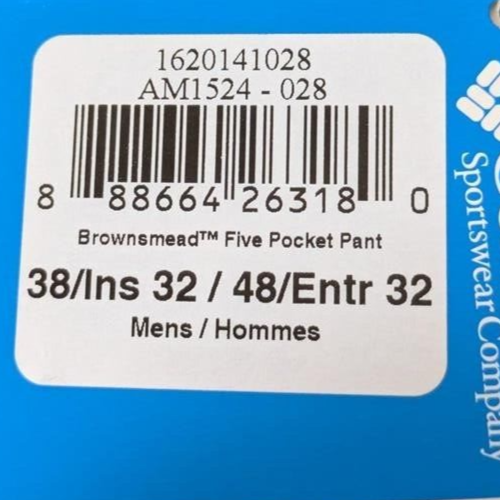 1620141028
AM1524 - 028
8 88664 26318 0
Brownsmead™ Five Pocket Pant
38/Ins 32 / 48/Entr 32
Mens / Hommes
Sportswear Company